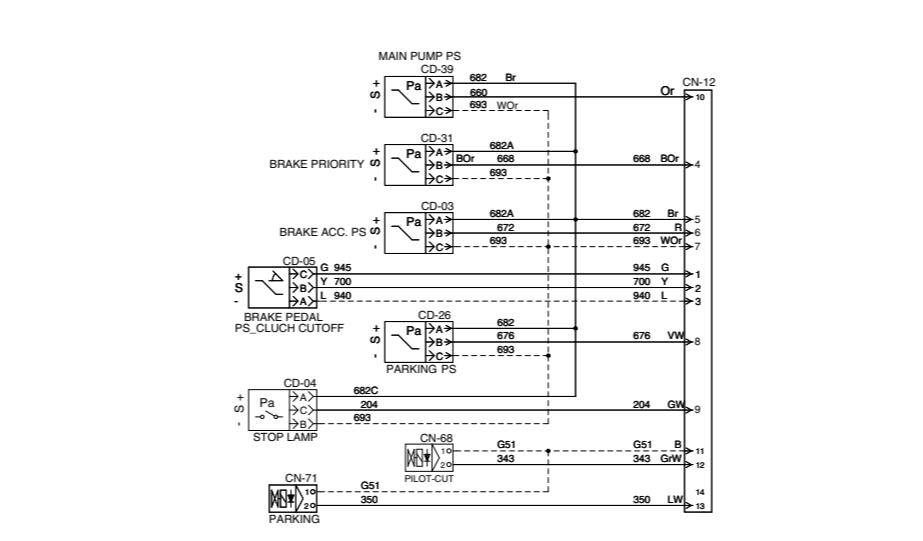 MAIN PUMP PS
CD-39
682 Br
+ S -
Pa A
B 660 Or
C 693 WOr
CN-12
10
CD-31
BRAKE PRIORITY + S - Pa A 682A
B BOr 668 668 BOr 4
C 693
CD-03
BRAKE ACC. PS + S - Pa A 682A 682 Br 5
B 672 672 R 6
C 693 693 WOr 7
CD-05
+ S - C G 945 945 G 1
B Y 700 700 Y 2
A L 940 940 L 3
BRAKE PEDAL
PS_CLUCH CUTOFF
CD-26
+ S - Pa A 682
B 676 676 VW 8
C 693
PARKING PS
CD-04
+ S - Pa A 682C
C 204 204 GW 9
B 693
STOP LAMP
CN-68
1 G51 G51 B 11
2 343 343 GrW 12
PILOT-CUT
CN-71
1 G51 14
2 350 350 LW 13
PARKING